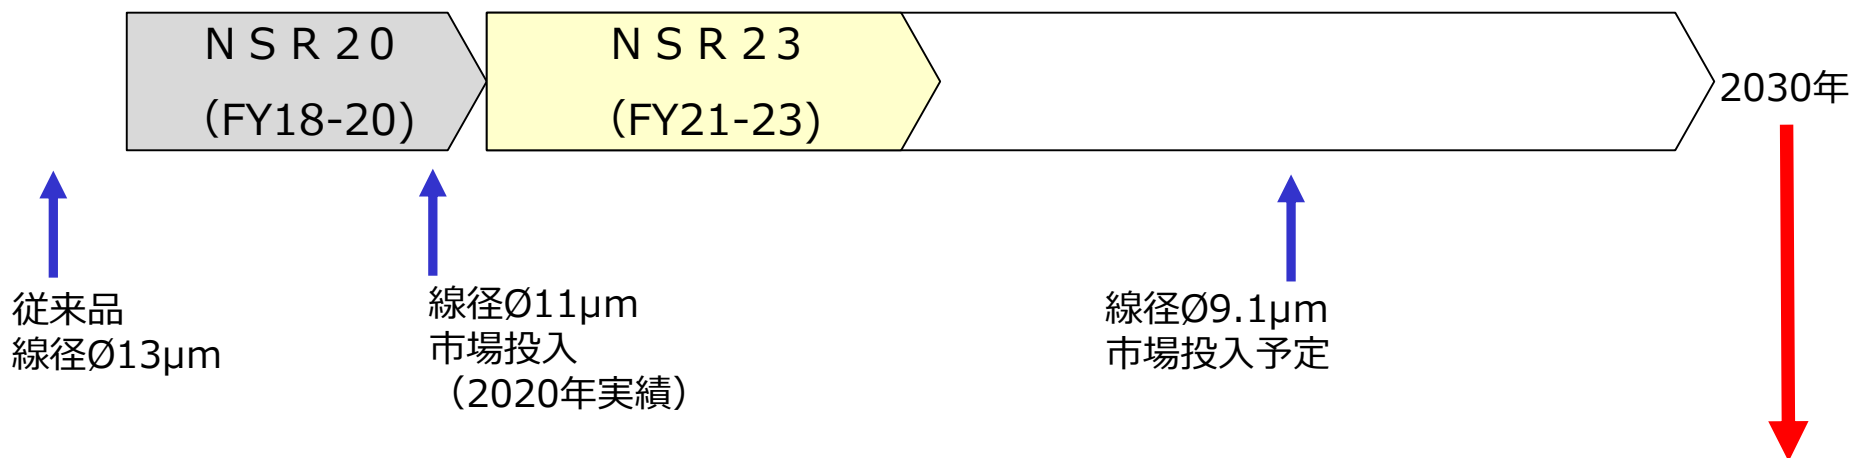 ＮＳＲ２０
（FY18-20)
ＮＳＲ２３
（FY21-23)
2030年
従来品
線径Ø13µm
線径Ø11µm
市場投入
（2020年実績）
線径Ø9.1µm
市場投入予定